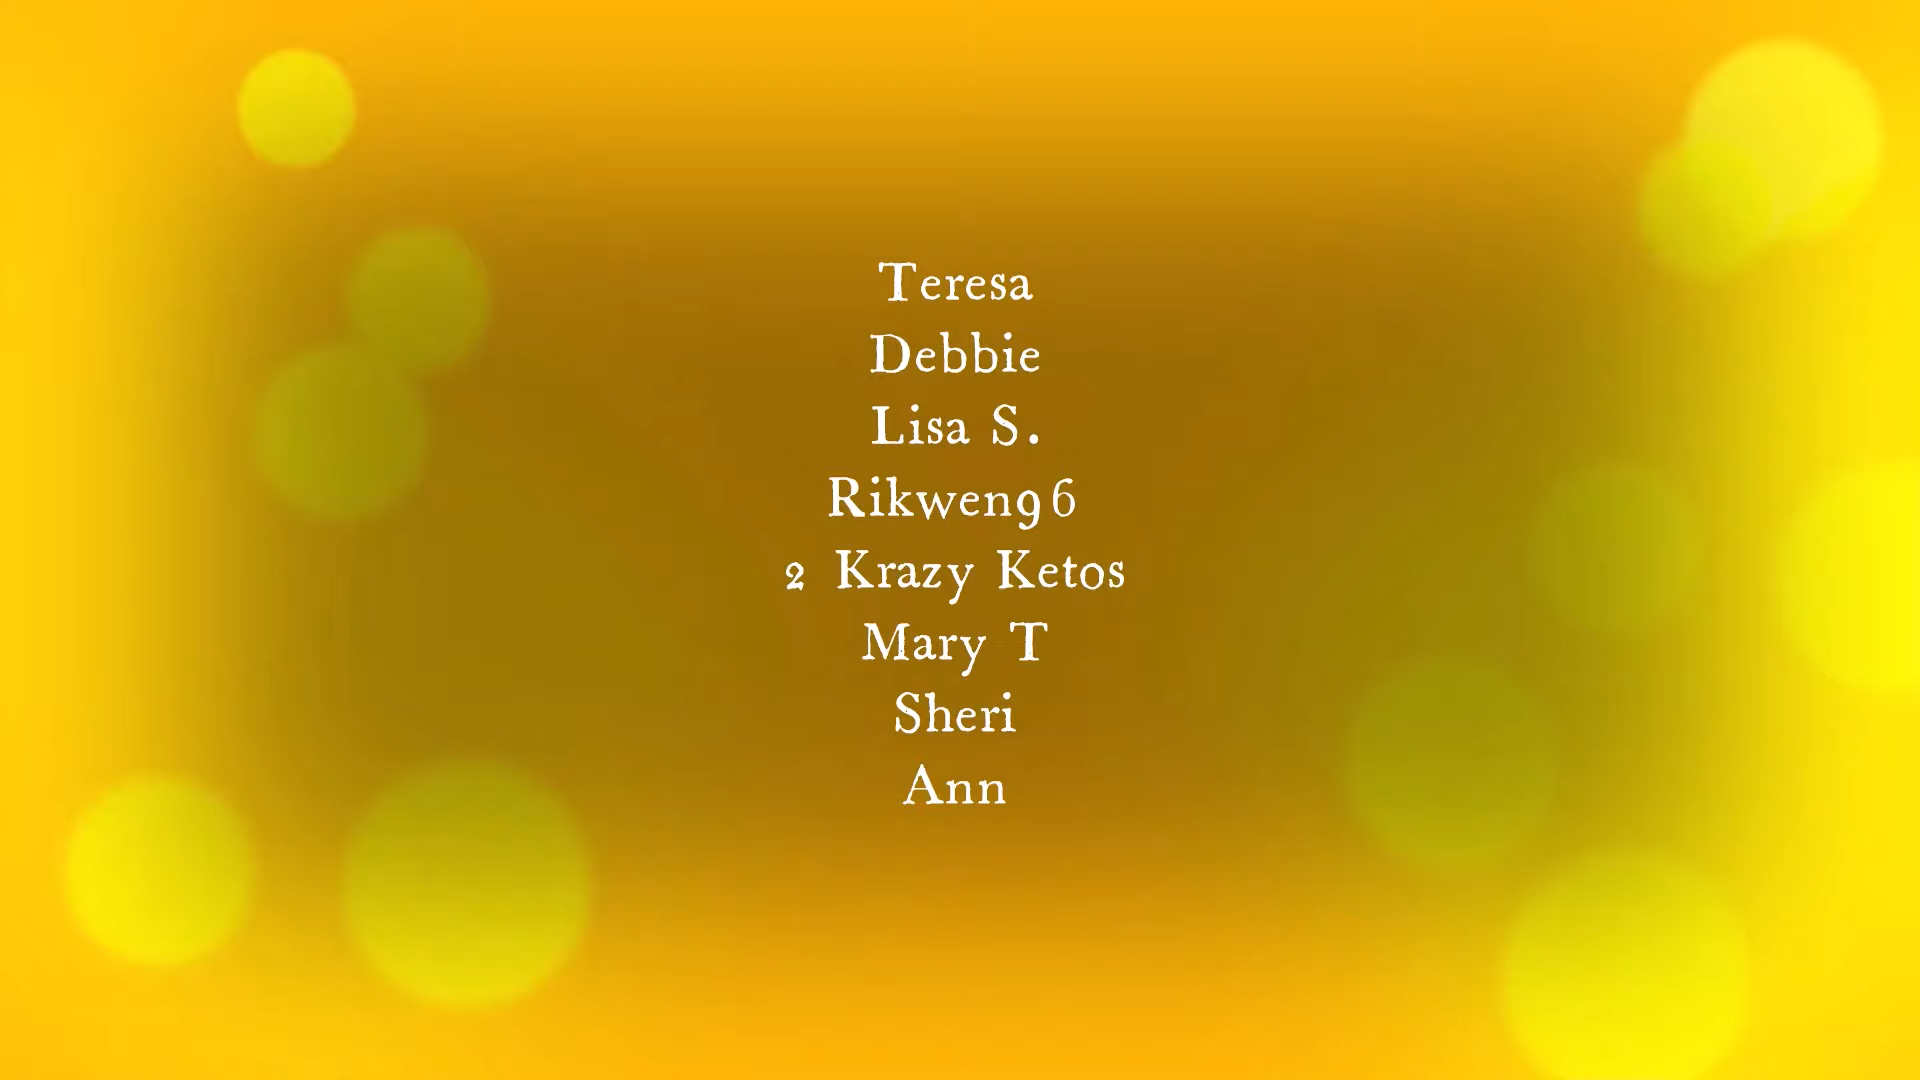 Teresa
Debbie
Lisa S.
Rikweng6
2 Krazy Ketos
Mary T
Sheri
Ann